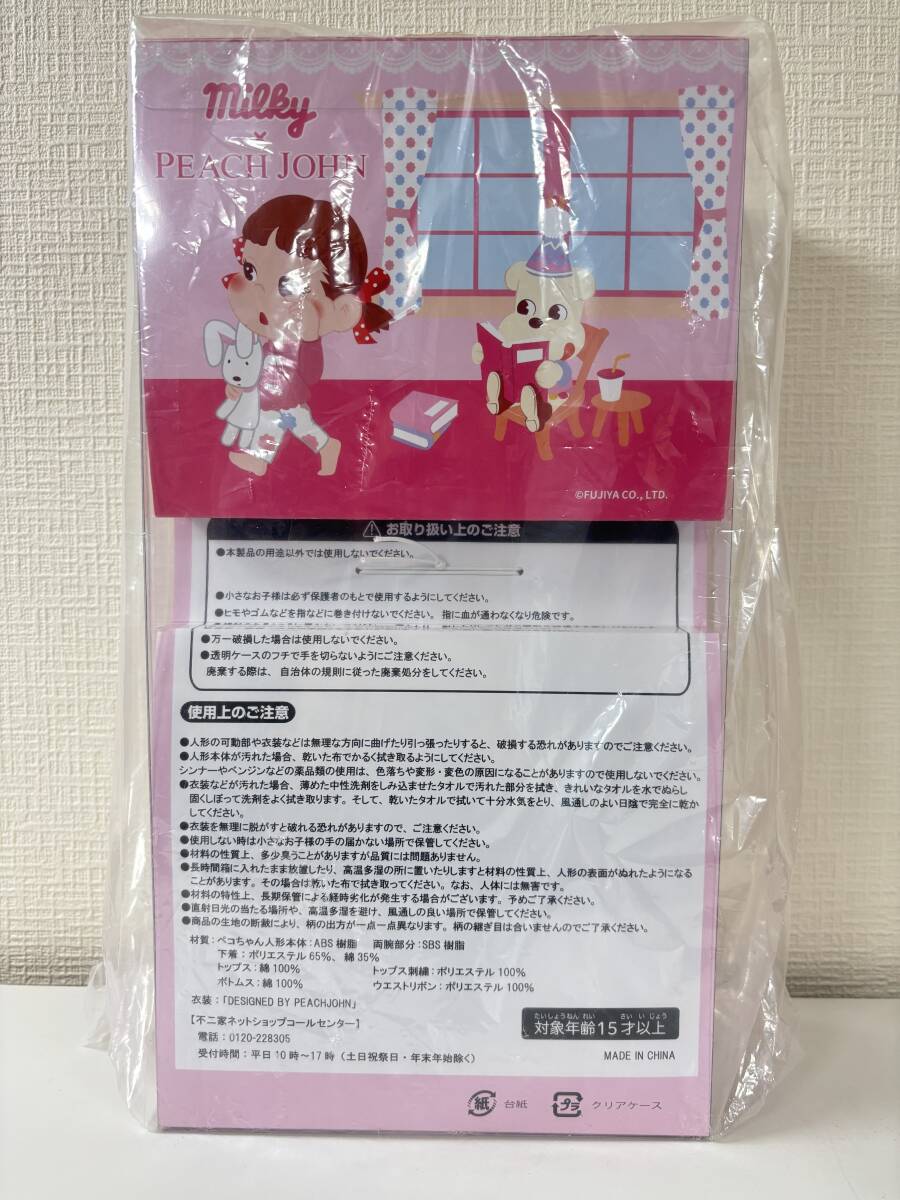 milky
×
PEACH JOHN
©FUJIYA CO., LTD.
お取り扱い上のご注意
●本製品の用途以外では使用しないでください。
●小さなお子様は必ず保護者のもとで使用するようにしてください。
●ヒモやゴムなどを指などに巻き付けないでください。指に血が通わなくなり危険です。
●万一破損した場合は使用しないでください。
●透明ケースのフチで手を切らないようにご注意ください。
廃棄する際は、自治体の規則に従った廃棄処分をしてください。
使用上のご注意
●人形の可動部や衣装などは無理な方向に曲げたり引っ張ったりすると、破損する恐れがありますのでご注意ください。
●人形本体が汚れた場合、乾いた布でかるく拭き取るようにしてください。
シンナーやベンジンなどの薬品類の使用は、色落ちや変形・変色の原因になることがありますので使用しないでください。
●衣装などが汚れた場合、薄めた中性洗剤をしみ込ませたタオルで汚れた部分を拭き、きれいなタオルを水でぬらし
固くしぼって洗剤をよく拭き取ります。そして、乾いたタオルで拭いて十分水気をとり、風通しのよい日陰で完全に乾か
してください。
●衣装を無理に脱がすと破れる恐れがありますので、ご注意ください。
●使用しない時は小さなお子様の手の届かない場所で保管してください。
●材料の性質上、多少臭うことがありますが品質には問題ありません。
●長時間箱に入れたまま放置したり、高温多湿の所に置いたりしますと材料の性質上、人形の表面がぬれたようになる
ことがあります。その場合は乾いた布で拭き取ってください。なお、人体には無害です。
●材料の特性上、長期保管による経時劣化が発生する場合がございます。予めご了承ください。
●直射日光の当たる場所や、高温多湿を避け、風通しの良い場所で保管してください。
●商品の生地の断裁により、柄の出方が一点一点異なります。柄の継ぎ目は合いませんのでご了承ください。
材質：ペコちゃん人形本体：ABS樹脂 両腕部分：SBS樹脂
下着：ポリエステル65%、綿35%
トップス：綿100% トップス刺繍：ポリエステル100%
ボトムス：綿100% ウエストリボン：ポリエステル100%
衣装：「DESIGNED BY PEACHJOHN」
【不二家ネットショップコールセンター】
電話：0120-228305
受付時間：平日10時～17時（土日祝祭日・年末年始除く）
たいしょうねんれい さいいじょう
対象年齢15才以上
MADE IN CHINA
紙 台紙 プラ クリアケース